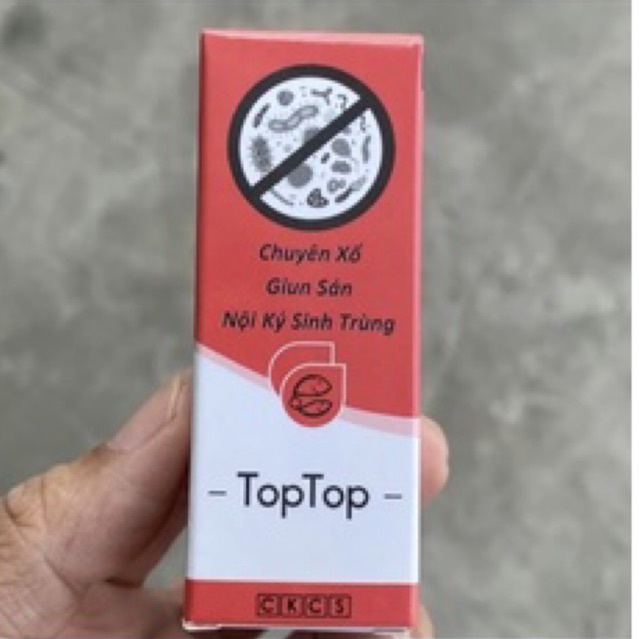 Chuyên Xổ
Giun Sán
Nội Ký Sinh Trùng
- TopTop -
CKCS